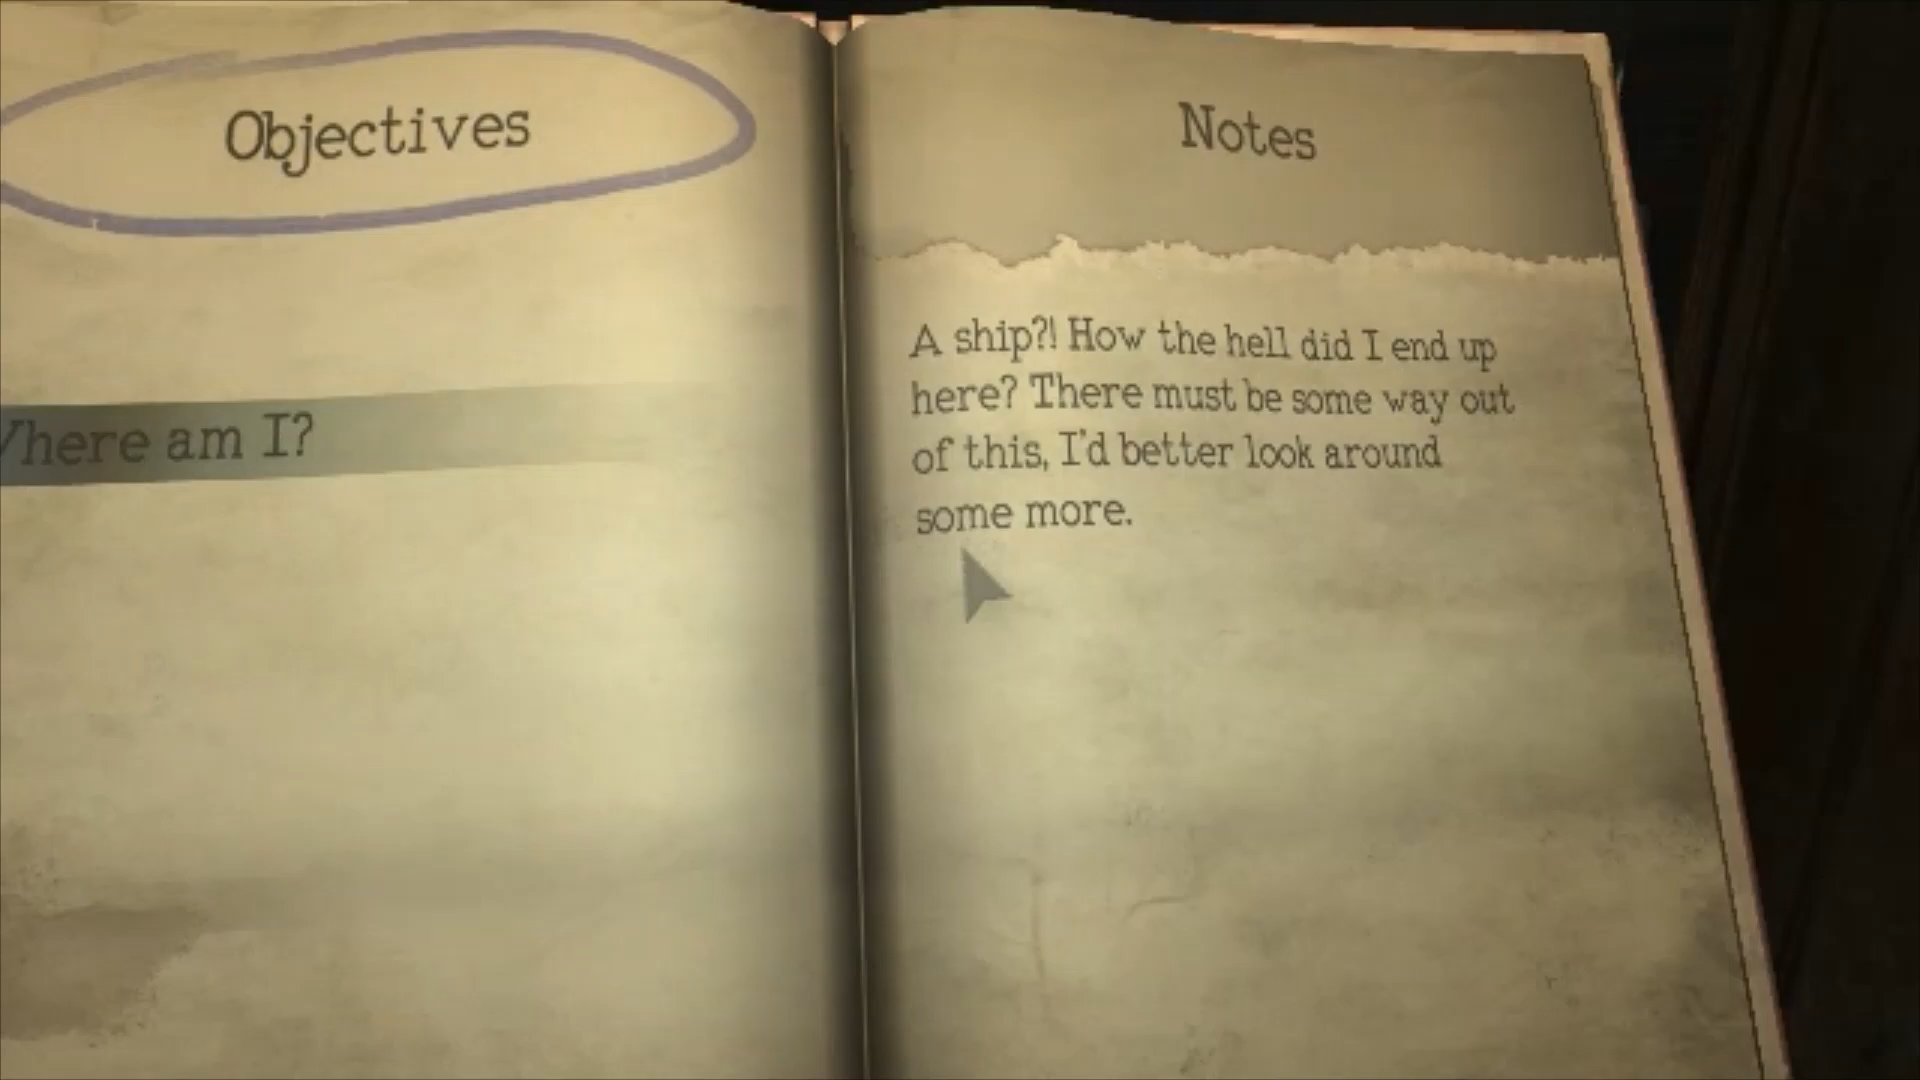 Objectives
Where am I?
Notes
A ship?! How the hell did I end up
here? There must be some way out
of this, I'd better look around
some more.